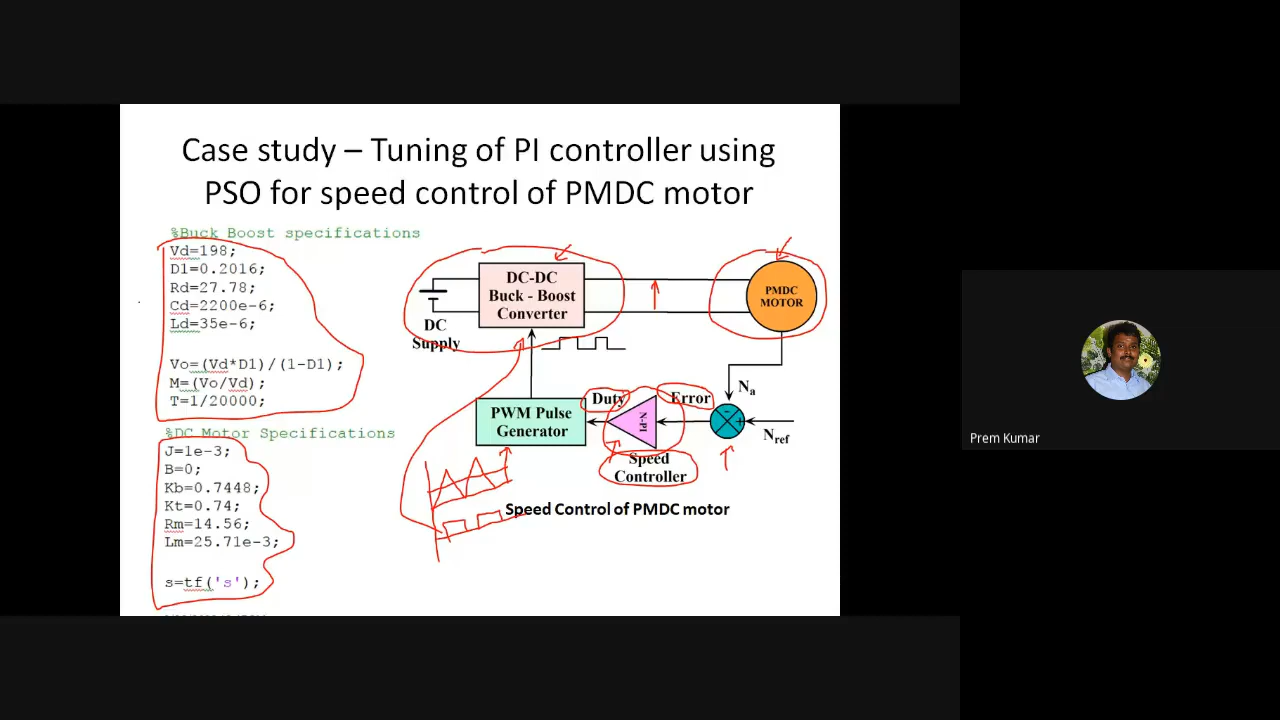 Case study – Tuning of PI controller using
PSO for speed control of PMDC motor
%Buck Boost specifications
Vd=198;
D1=0.2016;
Rd=27.78;
Cd=2200e-6;
Ld=35e-6;
Vo=(Vd*D1)/(1-D1);
M=(Vo/Vd);
T=1/20000;
%DC Motor Specifications
J=1e-3;
B=0;
Kb=0.7448;
Kt=0.74;
Rm=14.56;
Lm=25.71e-3;
s=tf('s');
DC-DC
Buck - Boost
Converter
DC
Supply
PMDC
MOTOR
Na
Duty
Error
N-PI
- +
Nref
PWM Pulse
Generator
Speed
Controller
Speed Control of PMDC motor
Prem Kumar